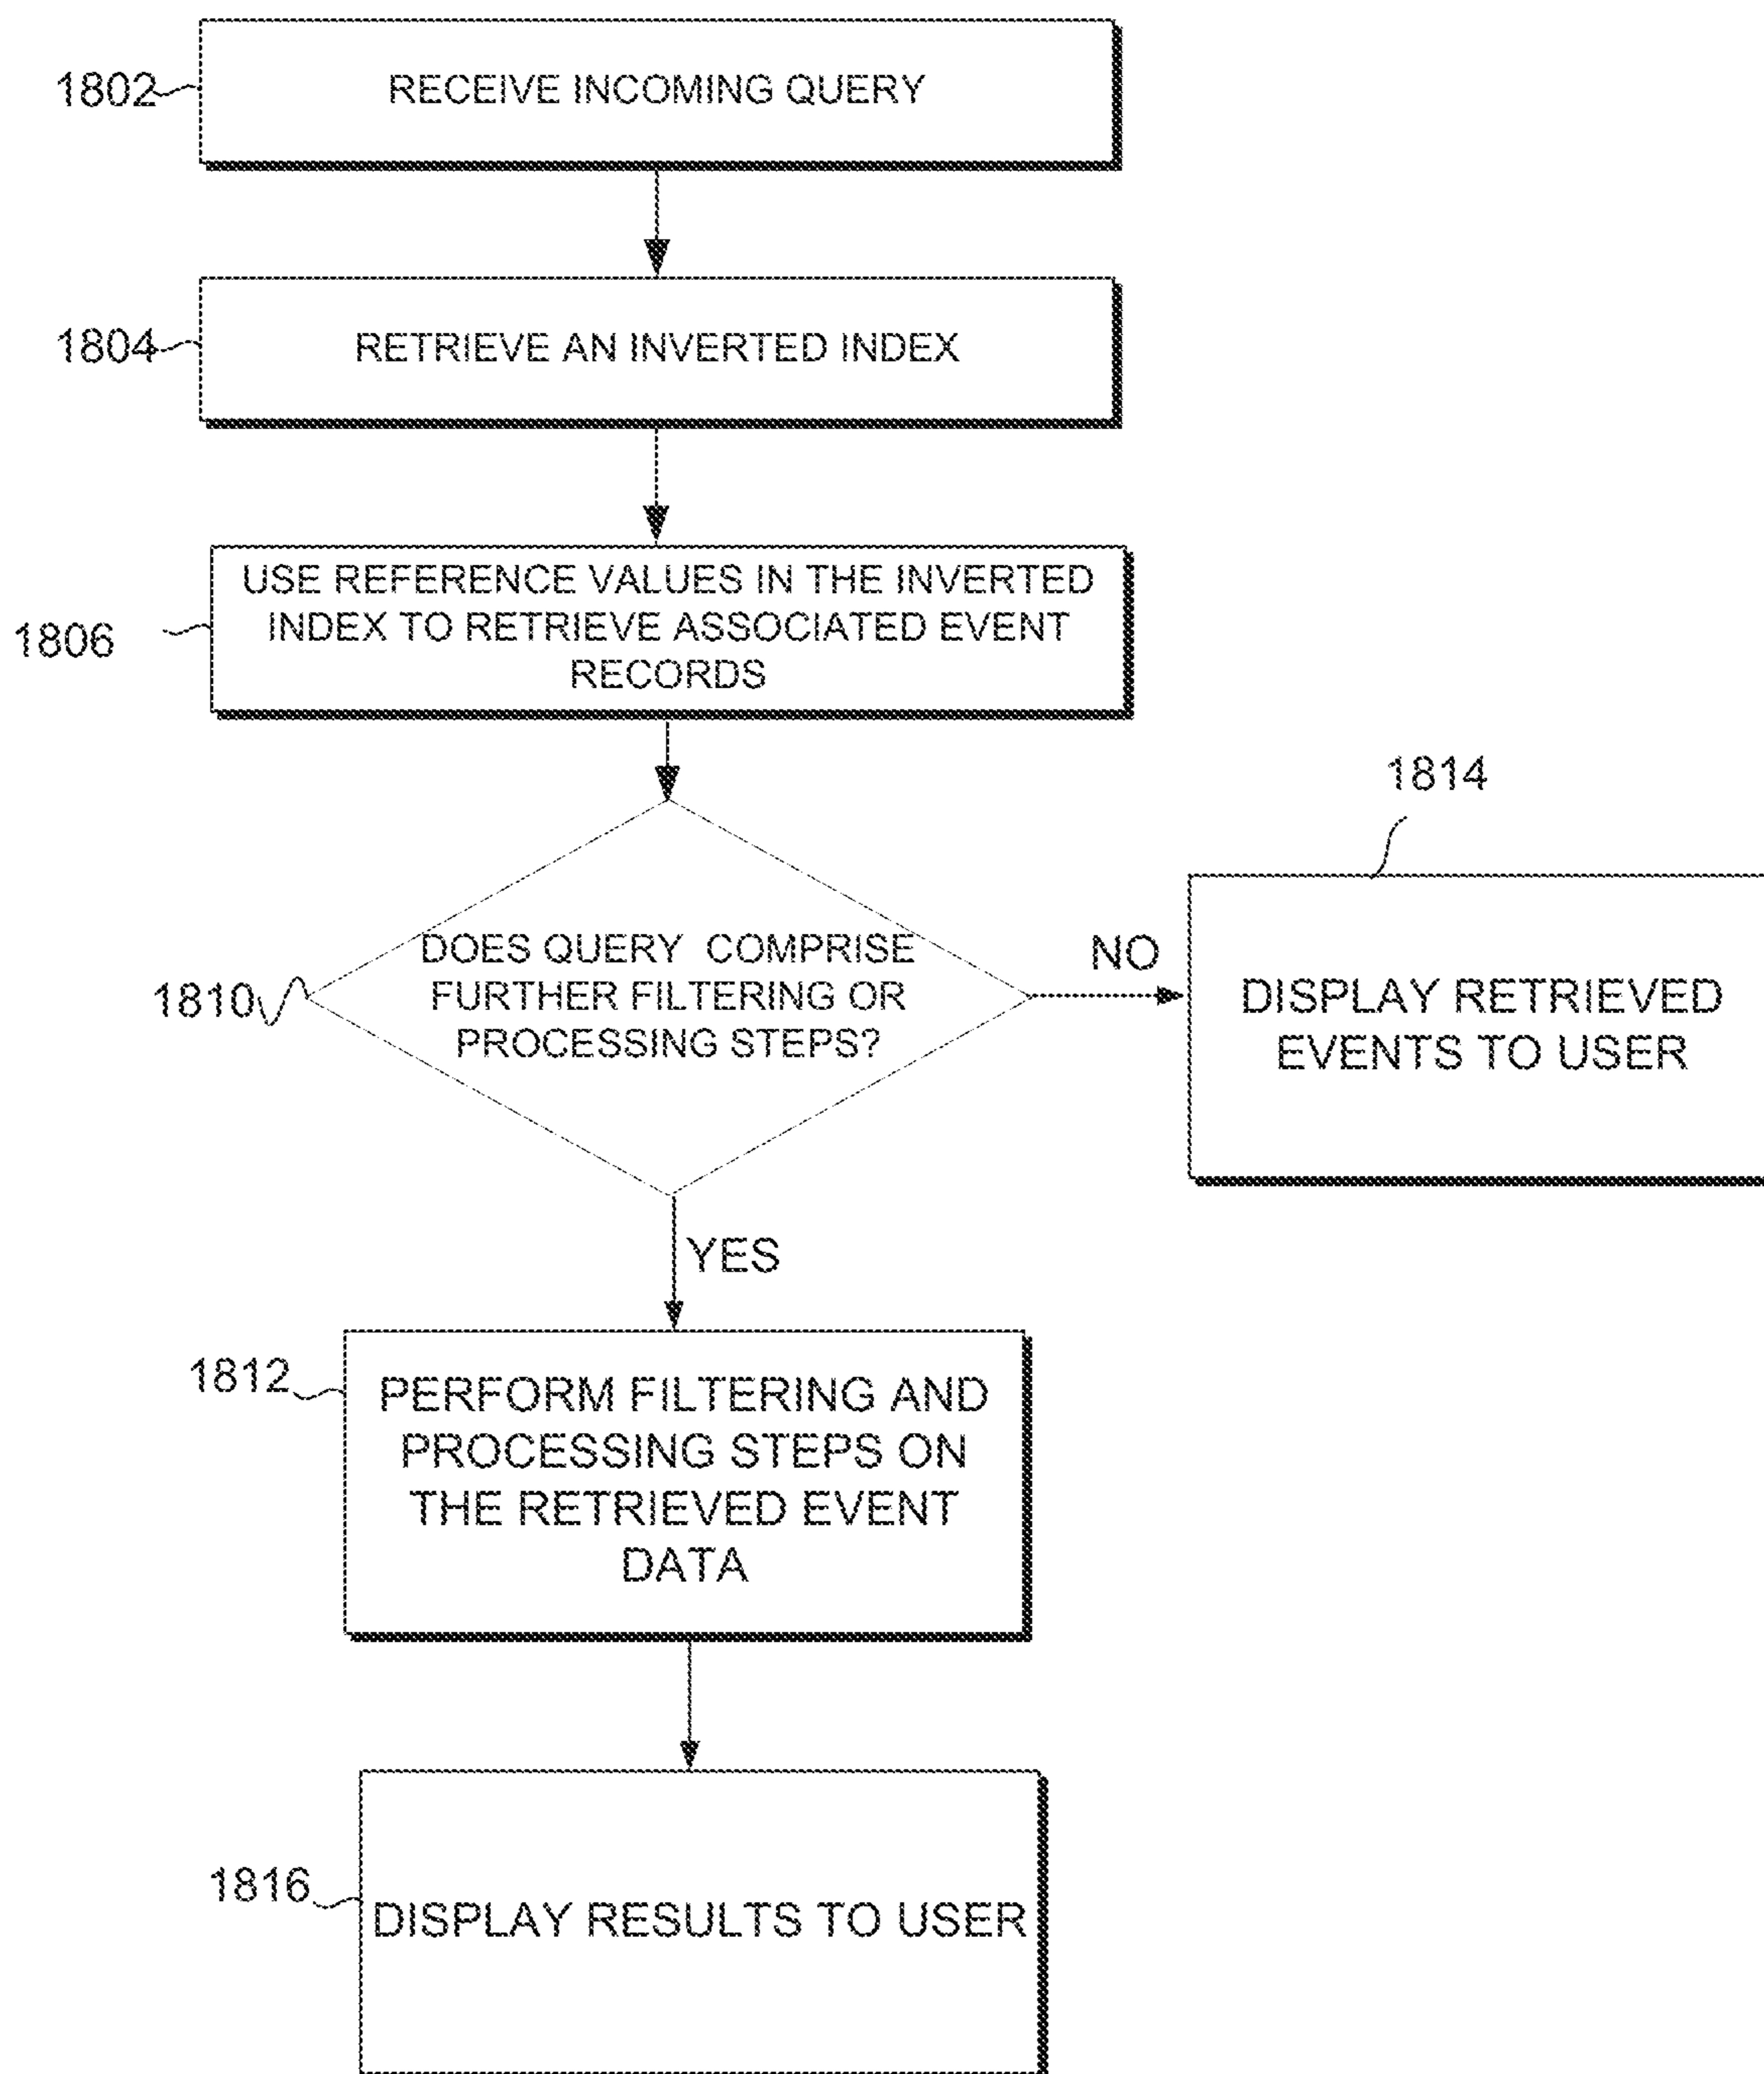 1802
RECEIVE INCOMING QUERY
1804
RETRIEVE AN INVERTED INDEX
1806
USE REFERENCE VALUES IN THE INVERTED
INDEX TO RETRIEVE ASSOCIATED EVENT
RECORDS
1810
DOES QUERY COMPRISE
FURTHER FILTERING OR
PROCESSING STEPS?
NO
1814
DISPLAY RETRIEVED
EVENTS TO USER
YES
1812
PERFORM FILTERING AND
PROCESSING STEPS ON
THE RETRIEVED EVENT
DATA
1816
DISPLAY RESULTS TO USER